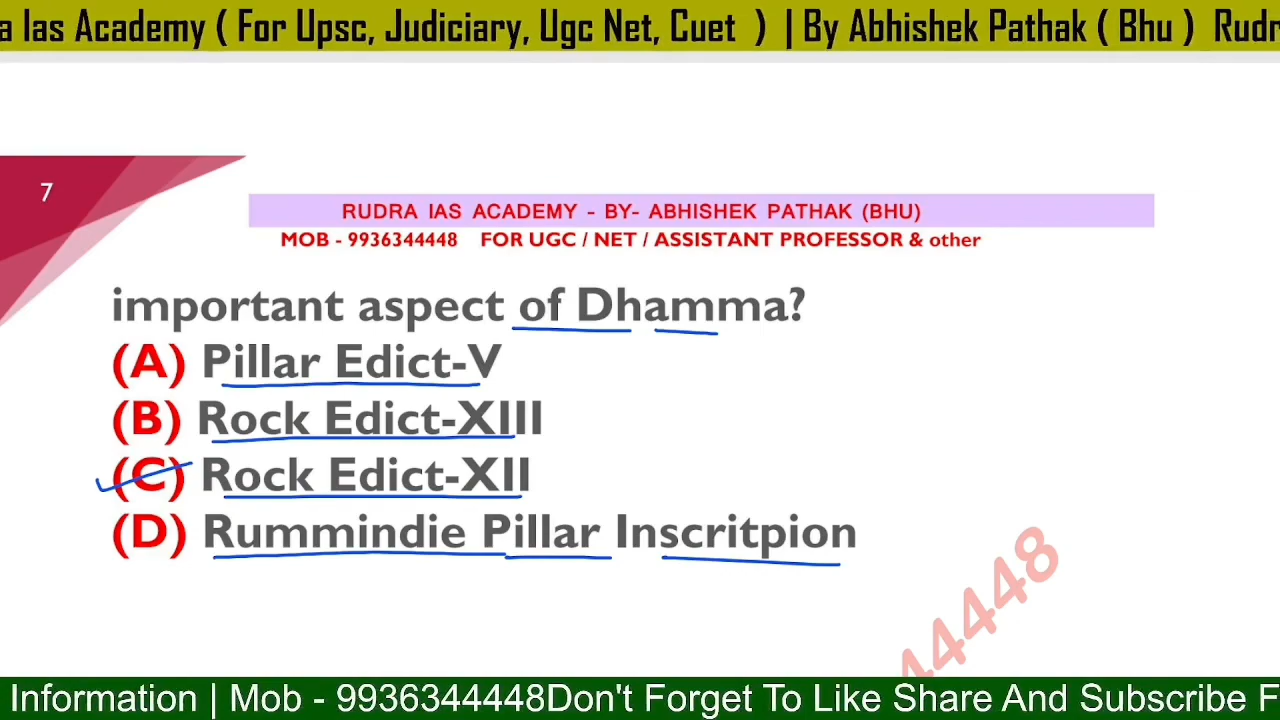 a Ias Academy ( For Upsc, Judiciary, Ugc Net, Cuet ) | By Abhishek Pathak ( Bhu ) Rudr
7
RUDRA IAS ACADEMY - BY- ABHISHEK PATHAK (BHU)
MOB - 9936344448 FOR UGC / NET / ASSISTANT PROFESSOR & other
important aspect of Dhamma?
(A) Pillar Edict-V
(B) Rock Edict-XIII
(C) Rock Edict-XII
(D) Rummindie Pillar Inscritpion
44448
Information | Mob - 9936344448Don't Forget To Like Share And Subscribe F